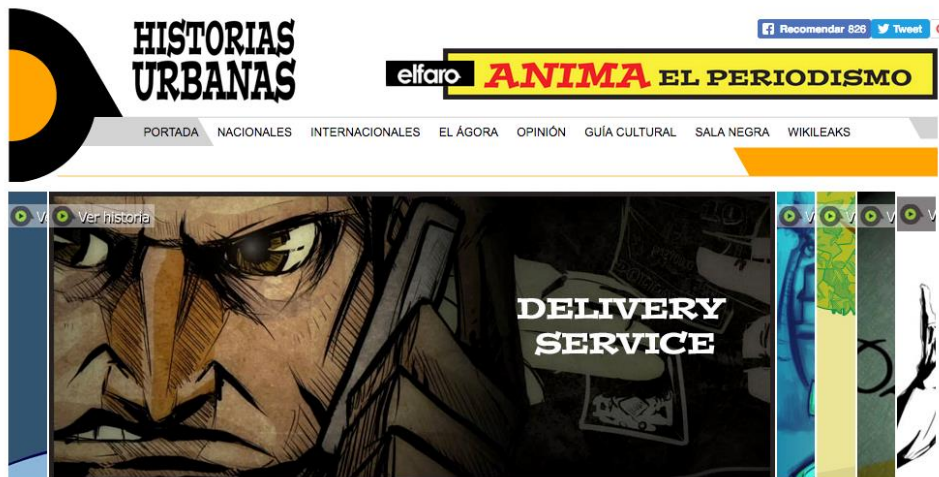 HISTORIAS
URBANAS
Recomendar 826
Tweet
elfaro ANIMA EL PERIODISMO
PORTADA NACIONALES INTERNACIONALES EL ÁGORA OPINIÓN GUÍA CULTURAL SALA NEGRA WIKILEAKS
V Ver historia V V V V
DELIVERY
SERVICE